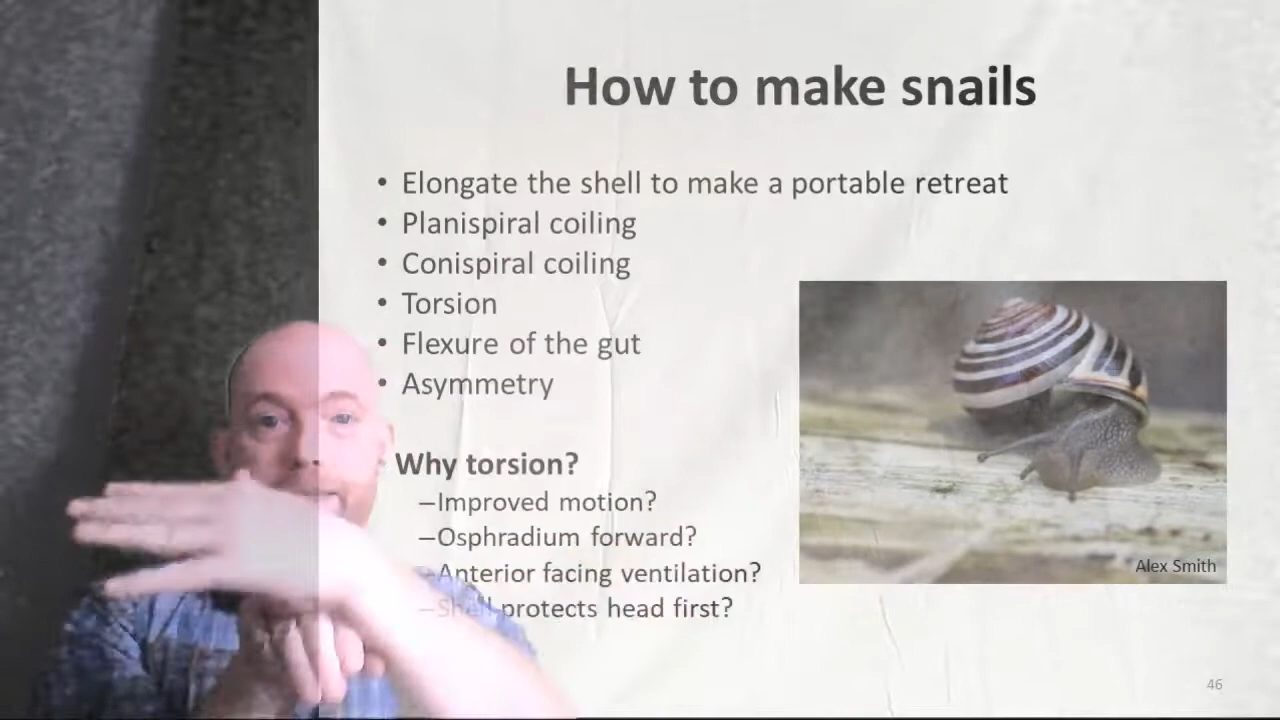 How to make snails
• Elongate the shell to make a portable retreat
• Planispiral coiling
• Conispiral coiling
• Torsion
• Flexure of the gut
• Asymmetry
Why torsion?
–Improved motion?
–Osphradium forward?
–Anterior facing ventilation?
–Shell protects head first?
Alex Smith
46